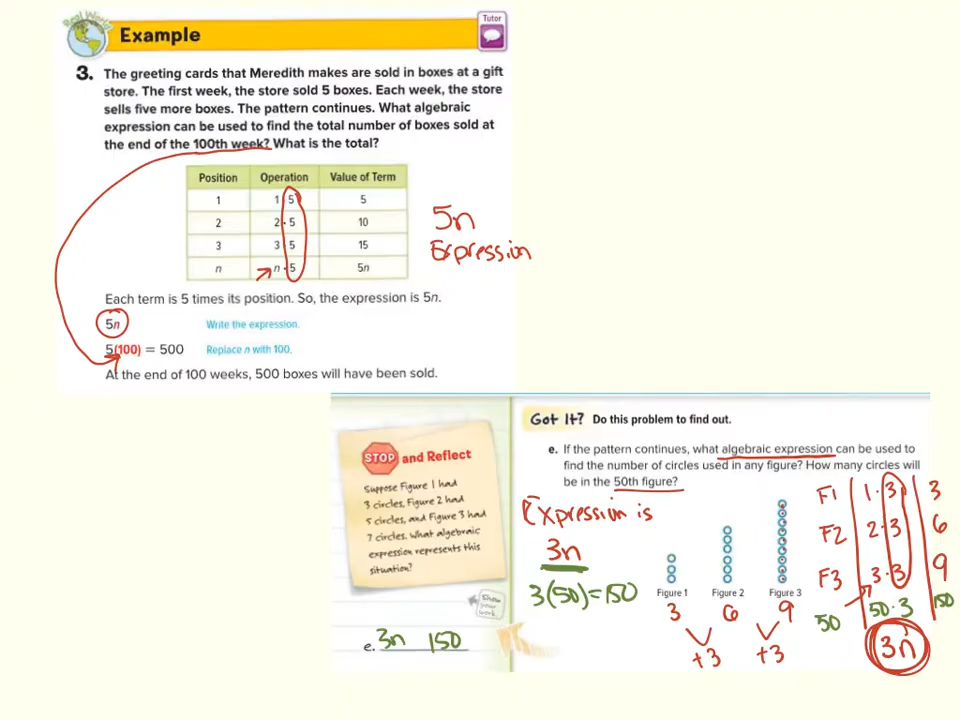 Real World
Example
Tutor
3. The greeting cards that Meredith makes are sold in boxes at a gift
store. The first week, the store sold 5 boxes. Each week, the store
sells five more boxes. The pattern continues. What algebraic
expression can be used to find the total number of boxes sold at
the end of the 100th week? What is the total?
Position Operation Value of Term
1 1 · 5 5
2 2 · 5 10
3 3 · 5 15
n n · 5 5n
5n
Expression
Each term is 5 times its position. So, the expression is 5n.
5n Write the expression.
5(100) = 500 Replace n with 100.
At the end of 100 weeks, 500 boxes will have been sold.
STOP and Reflect
Suppose Figure 1 had
3 circles, Figure 2 had
5 circles, and Figure 3 had
7 circles. What algebraic
expression represents this
situation?
Show your work
e. 3n 150
Got It? Do this problem to find out.
e. If the pattern continues, what algebraic expression can be used to
find the number of circles used in any figure? How many circles will
be in the 50th figure?
Expression is
3n
3(50)=150
Figure 1 Figure 2 Figure 3
3 6 9
+3 +3
F1 1·3 3
F2 2·3 6
F3 3·3 9
50 50·3 150
3n